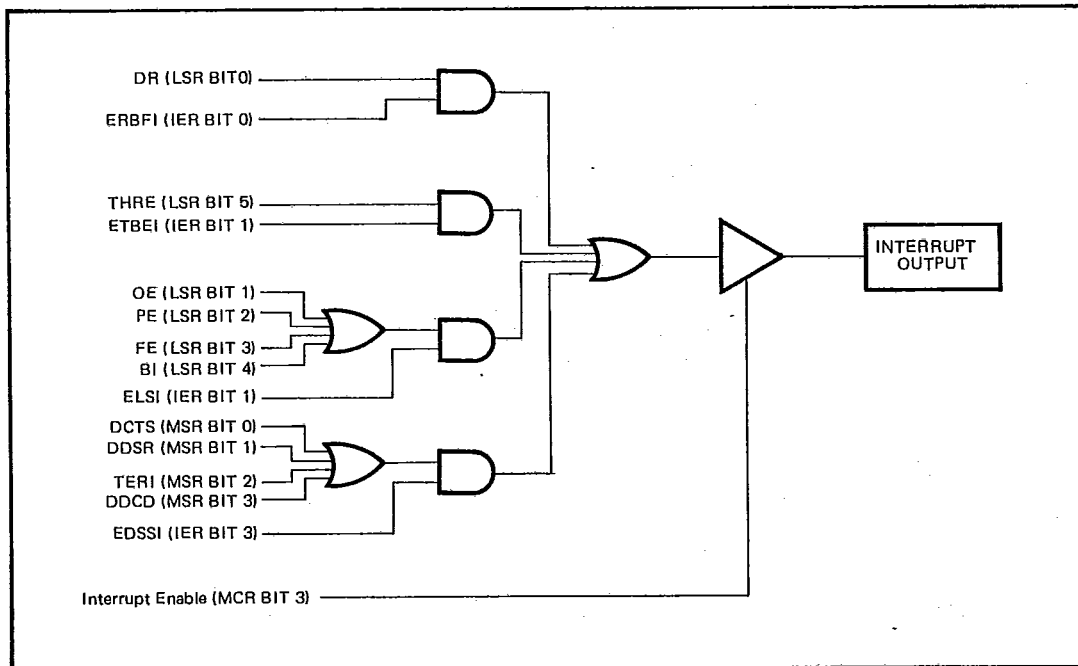 DR (LSR BIT0)
ERBFI (IER BIT 0)
THRE (LSR BIT 5)
ETBEI (IER BIT 1)
OE (LSR BIT 1)
PE (LSR BIT 2)
FE (LSR BIT 3)
BI (LSR BIT 4)
ELSI (IER BIT 1)
DCTS (MSR BIT 0)
DDSR (MSR BIT 1)
TERI (MSR BIT 2)
DDCD (MSR BIT 3)
EDSSI (IER BIT 3)
Interrupt Enable (MCR BIT 3)
INTERRUPT
OUTPUT